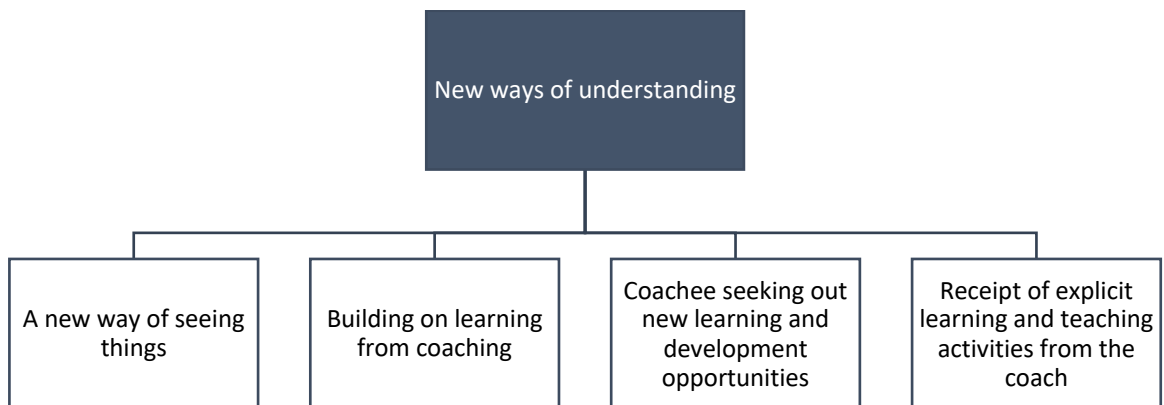 New ways of understanding
A new way of seeing
things
Building on learning
from coaching
Coachee seeking out
new learning and
development
opportunities
Receipt of explicit
learning and teaching
activities from the
coach